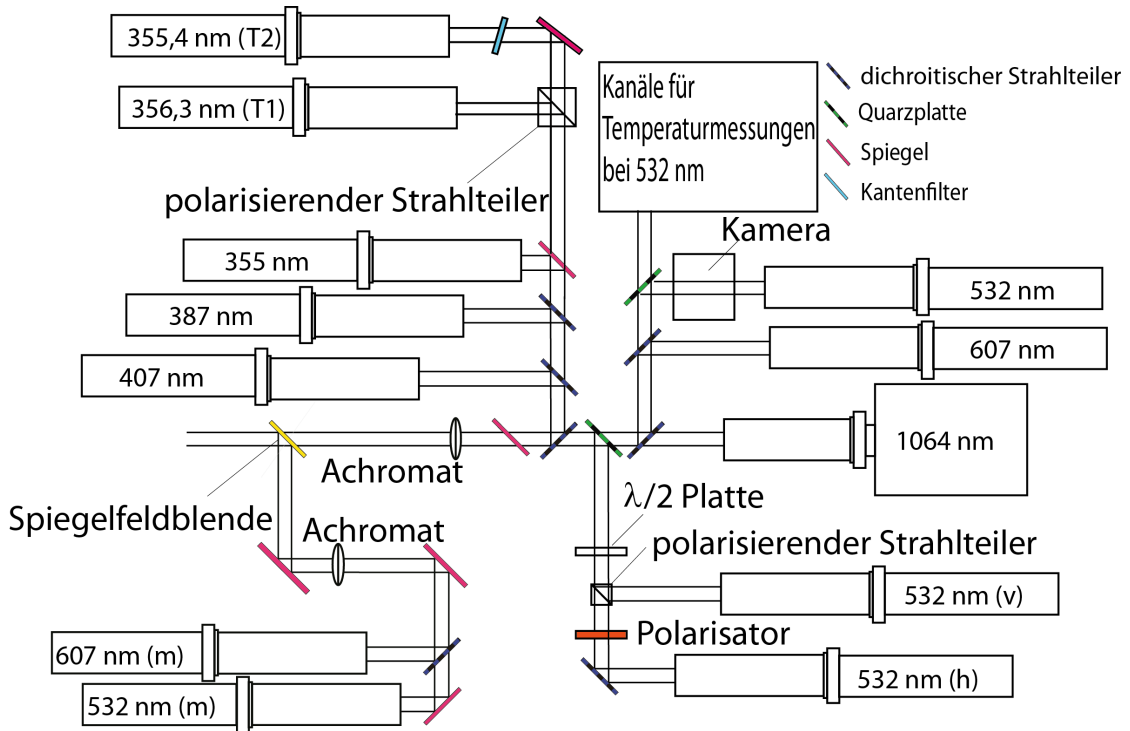 355,4 nm (T2)
356,3 nm (T1)
polarisierender Strahlteiler
355 nm
387 nm
407 nm
Kanäle für
Temperaturmessungen
bei 532 nm
dichroitischer Strahlteiler
Quarzplatte
Spiegel
Kantenfilter
Kamera
532 nm
607 nm
1064 nm
Achromat
Spiegelfeldblende
Achromat
λ/2 Platte
polarisierender Strahlteiler
532 nm (v)
Polarisator
532 nm (h)
607 nm (m)
532 nm (m)